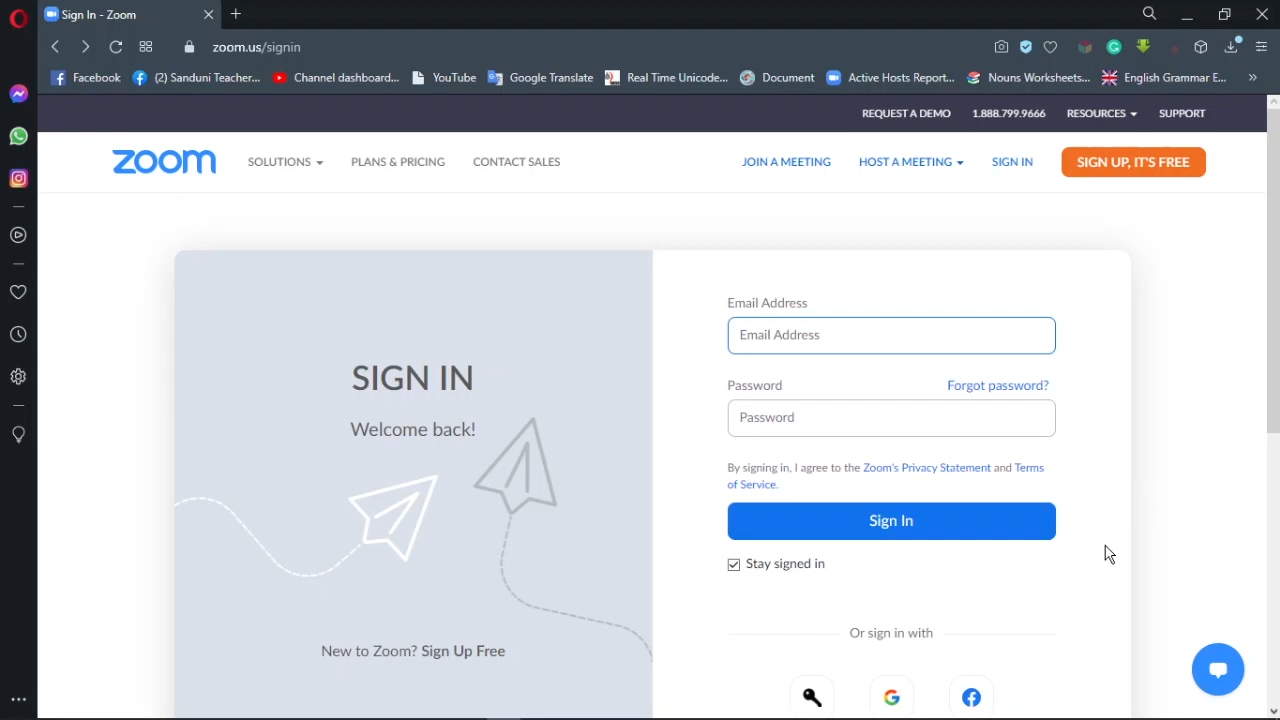 Sign In - Zoom
zoom.us/signin
Facebook
(2) Sanduni Teacher...
Channel dashboard...
YouTube
Google Translate
Real Time Unicode...
Document
Active Hosts Report...
Nouns Worksheets...
English Grammar E...
REQUEST A DEMO
1.888.799.9666
RESOURCES
SUPPORT
zoom
SOLUTIONS
PLANS & PRICING
CONTACT SALES
JOIN A MEETING
HOST A MEETING
SIGN IN
SIGN UP, IT'S FREE
SIGN IN
Welcome back!
New to Zoom? Sign Up Free
Email Address
Email Address
Password
Forgot password?
Password
By signing in, I agree to the Zoom's Privacy Statement and Terms
of Service.
Sign In
Stay signed in
Or sign in with